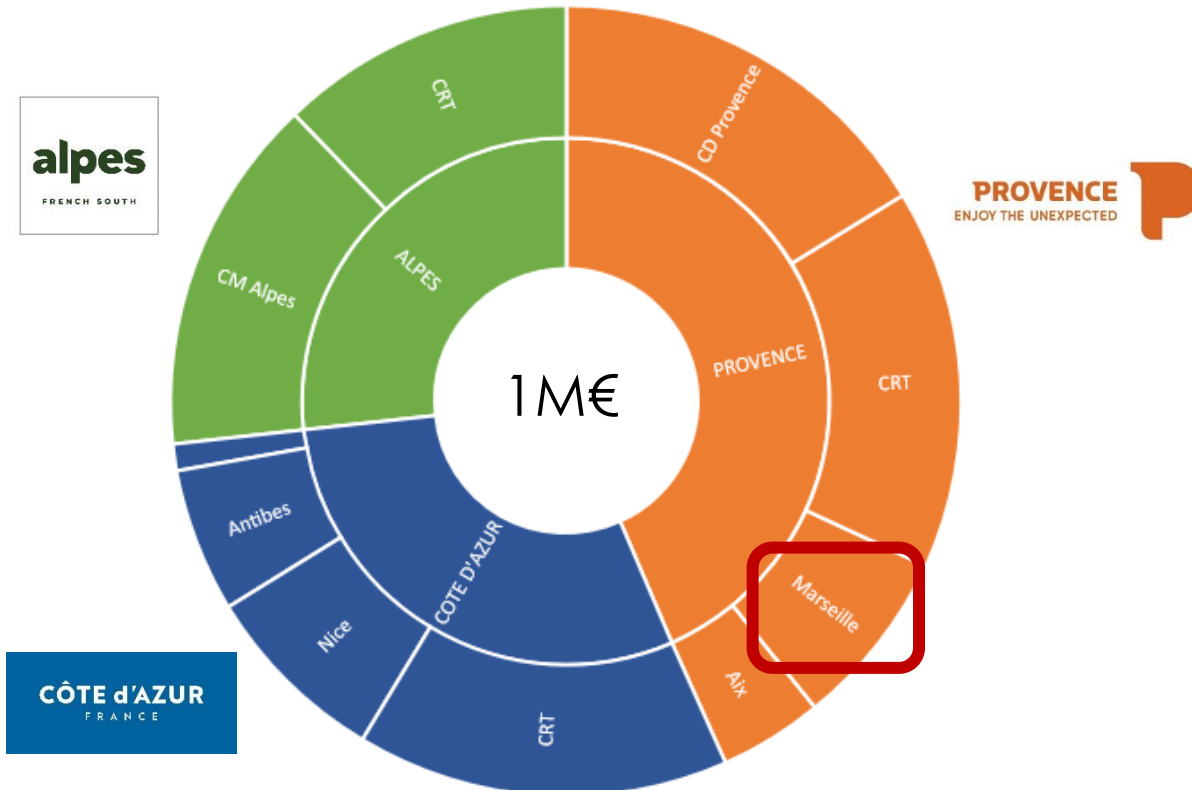 CRT
CD Provence
alpes
FRENCH SOUTH
PROVENCE
ENJOY THE UNEXPECTED
CM Alpes
ALPES
PROVENCE
CRT
1M€
Antibes
COTE D'AZUR
Marseille
Nice
Aix
CÔTE d'AZUR
FRANCE
CRT